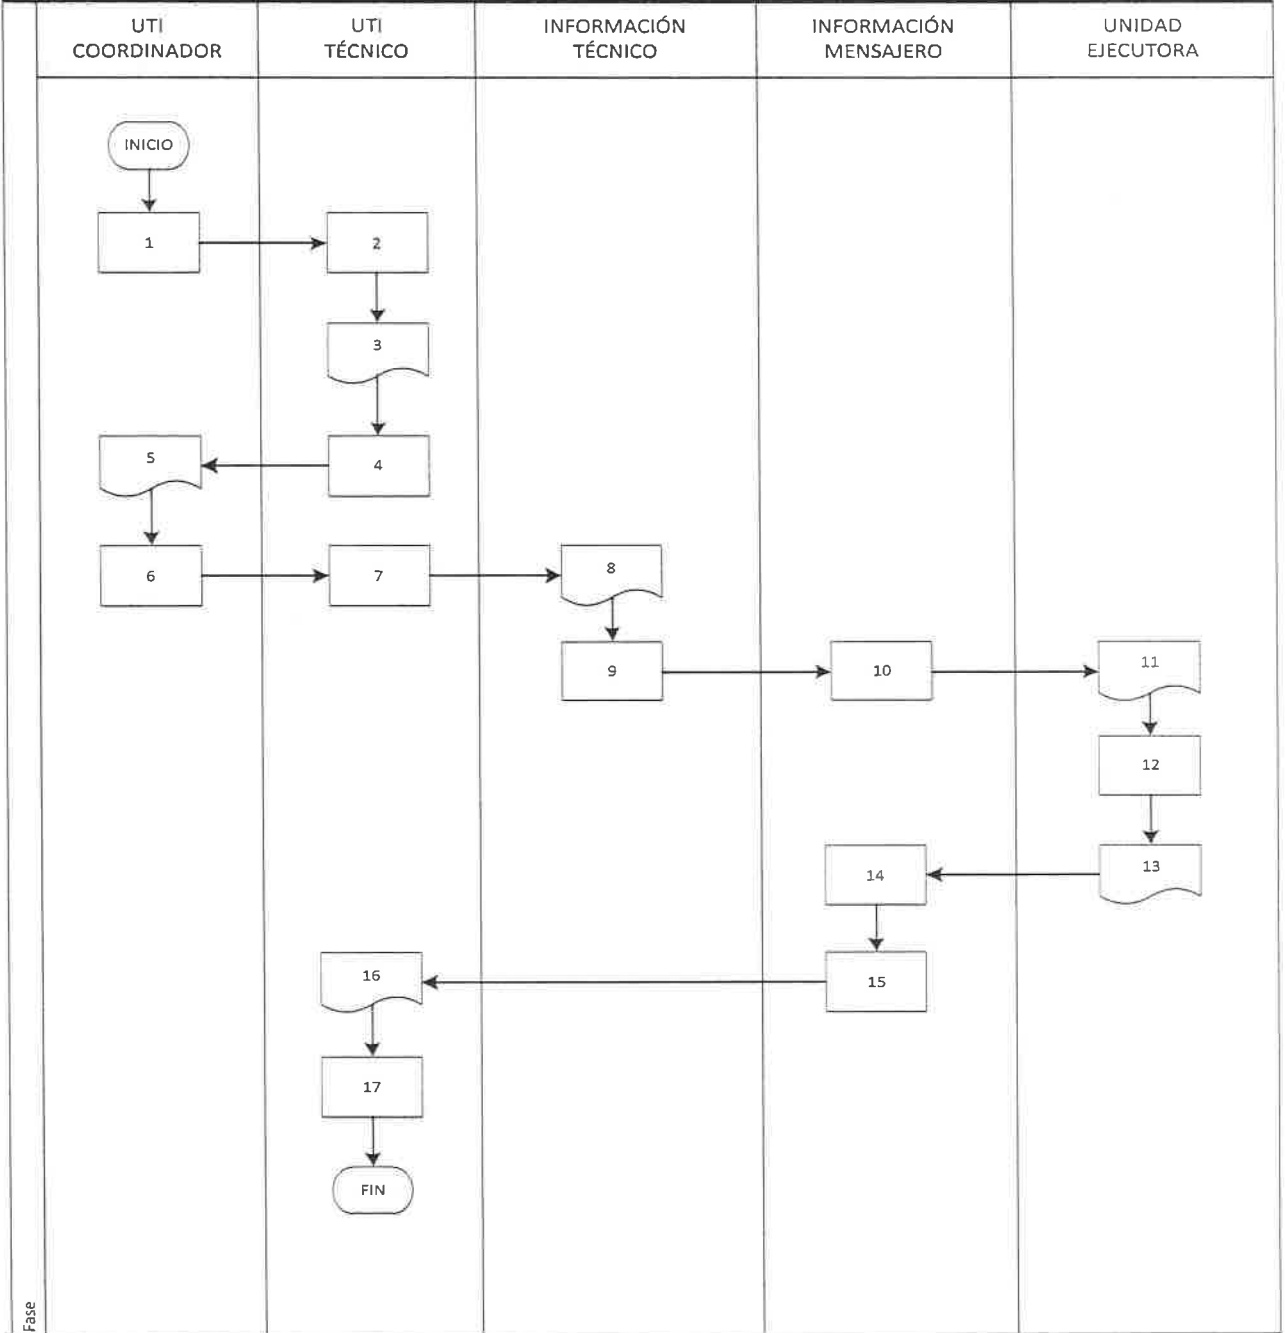 UTI
COORDINADOR
UTI
TÉCNICO
INFORMACIÓN
TÉCNICO
INFORMACIÓN
MENSAJERO
UNIDAD
EJECUTORA
INICIO
1
2
3
5
4
6
7
8
9
10
11
12
14
13
16
15
17
FIN
Fase